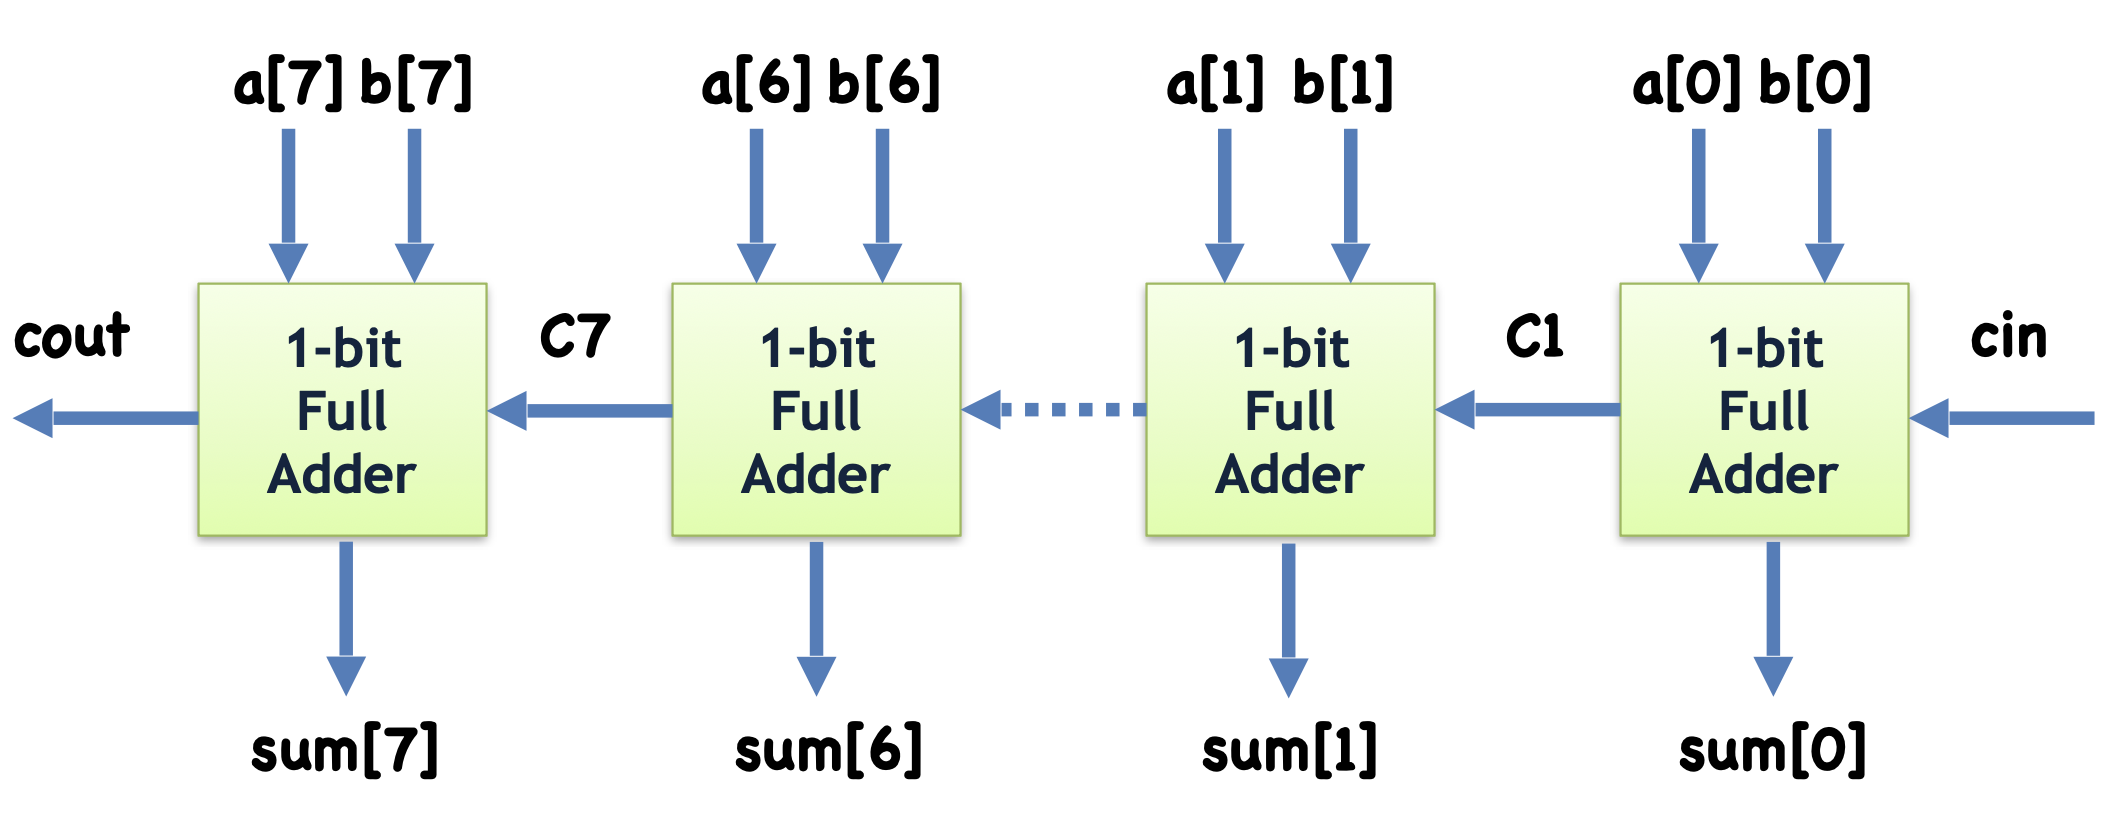 a[7] b[7] a[6] b[6] a[1] b[1] a[0] b[0]
cout C7 C1 cin
1-bit
Full
Adder
1-bit
Full
Adder
1-bit
Full
Adder
1-bit
Full
Adder
sum[7] sum[6] sum[1] sum[0]